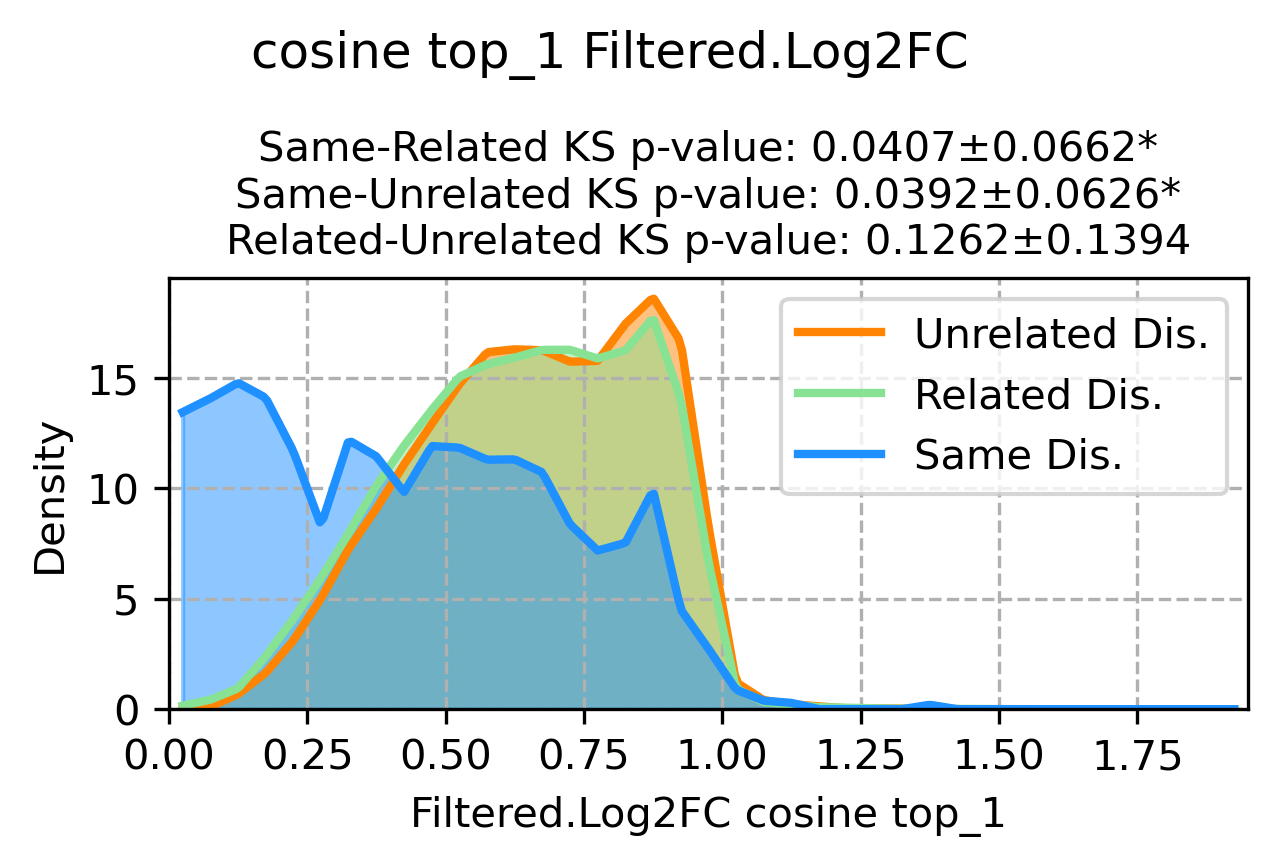 cosine top_1 Filtered.Log2FC
Same-Related KS p-value: 0.0407±0.0662*
Same-Unrelated KS p-value: 0.0392±0.0626*
Related-Unrelated KS p-value: 0.1262±0.1394
Unrelated Dis.
Related Dis.
Same Dis.
Density
15
10
5
0
0.00 0.25 0.50 0.75 1.00 1.25 1.50 1.75
Filtered.Log2FC cosine top_1